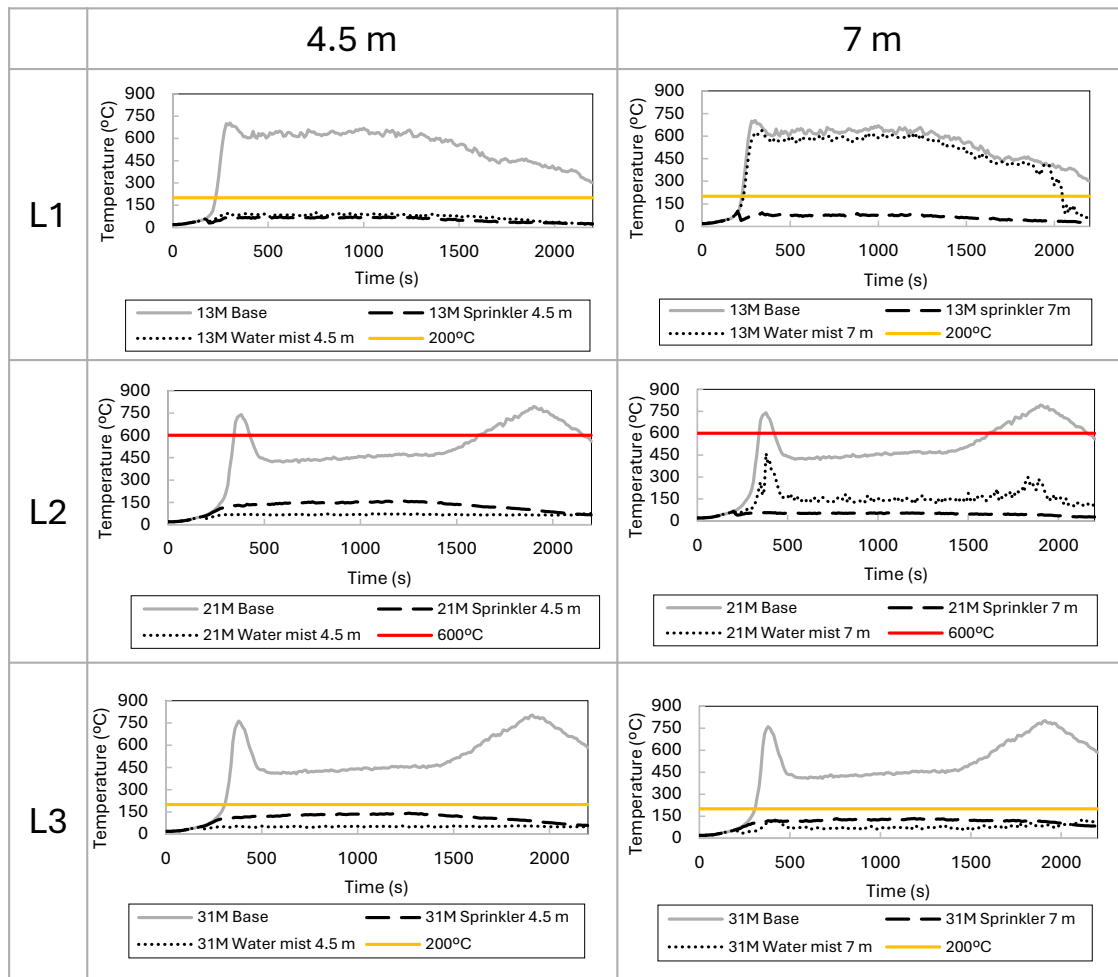 4.5 m
7 m
L1
Temperature (ºC)
900
750
600
450
300
150
0
0 500 1000 1500 2000
Time (s)
13M Base
13M Sprinkler 4.5 m
13M Water mist 4.5 m
200ºC
Temperature (ºC)
900
750
600
450
300
150
0
0 500 1000 1500 2000
Time (s)
13M Base
13M sprinkler 7m
13M Water mist 7 m
200ºC
L2
Temperature (ºC)
900
750
600
450
300
150
0
0 500 1000 1500 2000
Time (s)
21M Base
21M Sprinkler 4.5 m
21M Water mist 4.5 m
600ºC
Temperature (ºC)
900
750
600
450
300
150
0
0 500 1000 1500 2000
Time (s)
21M Base
21M Sprinkler 7 m
21M Water mist 7 m
600ºC
L3
Temperature (ºC)
900
750
600
450
300
150
0
0 500 1000 1500 2000
Time (s)
31M Base
31M Sprinkler 4.5 m
31M Water mist 4.5 m
200ºC
Temperature (ºC)
900
750
600
450
300
150
0
0 500 1000 1500 2000
Time (s)
31M Base
31M Sprinkler 7 m
31M Water mist 7 m
200ºC